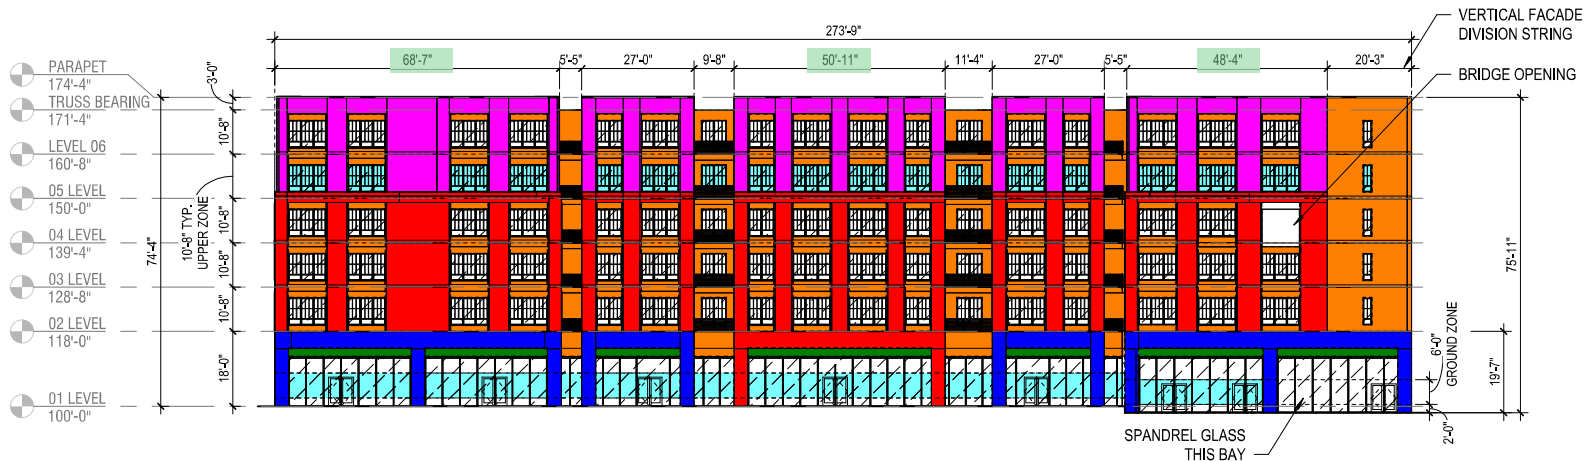 VERTICAL FACADE
DIVISION STRING
273'-9"
68'-7"
5'-5"
27'-0"
9'-8"
50'-11"
11'-4"
27'-0"
5'-5"
48'-4"
20'-3"
BRIDGE OPENING
PARAPET
174'-4"
TRUSS BEARING
171'-4"
LEVEL 06
160'-8"
05 LEVEL
150'-0"
04 LEVEL
139'-4"
03 LEVEL
128'-8"
02 LEVEL
118'-0"
01 LEVEL
100'-0"
74'-4"
10'-8" TYP.
UPPER ZONE
3'-0"
10'-8"
10'-8"
10'-8"
10'-8"
18'-0"
75'-11"
19'-7"
6'-0"
GROUND ZONE
2'-0"
SPANDREL GLASS
THIS BAY